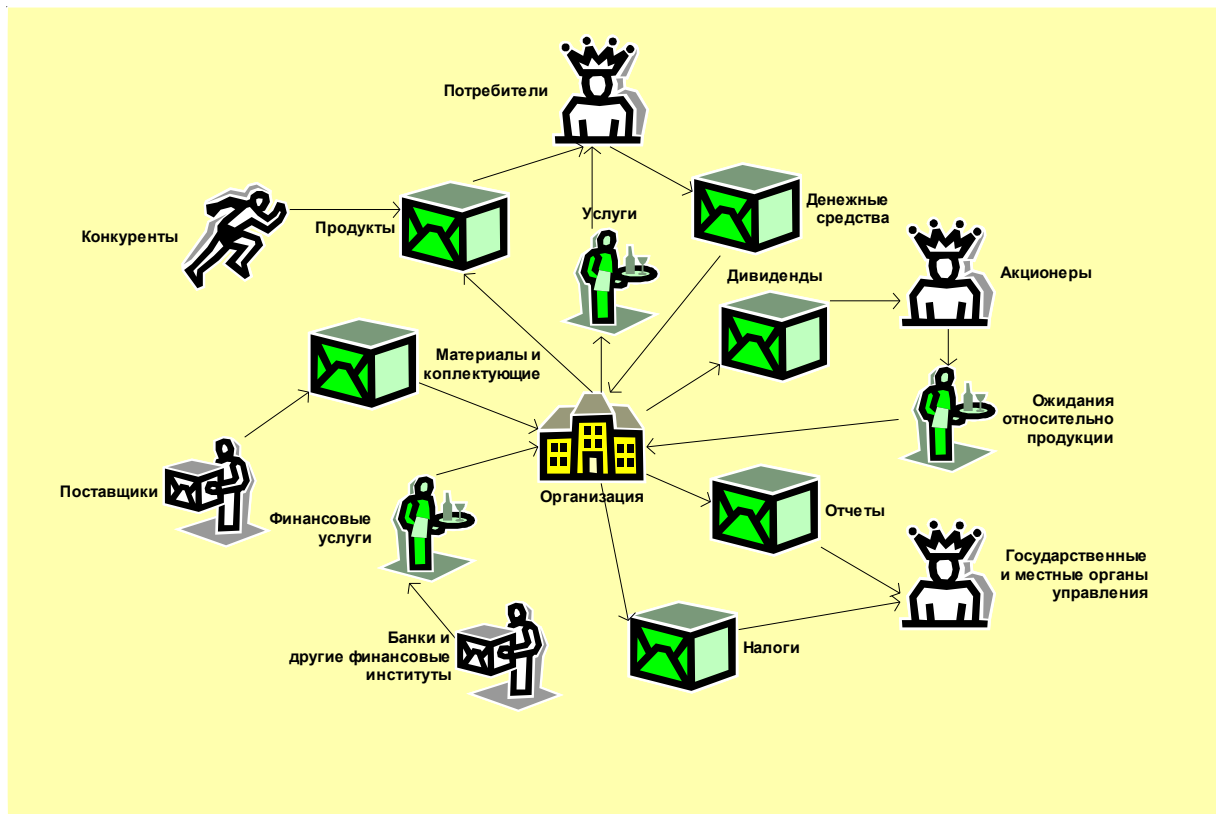 Потребители
Конкуренты
Продукты
Услуги
Денежные
средства
Дивиденды
Акционеры
Материалы и
коплектующие
Ожидания
относительно
продукции
Поставщики
Финансовые
услуги
Организация
Отчеты
Государственные
и местные органы
управления
Банки и
другие финансовые
институты
Налоги